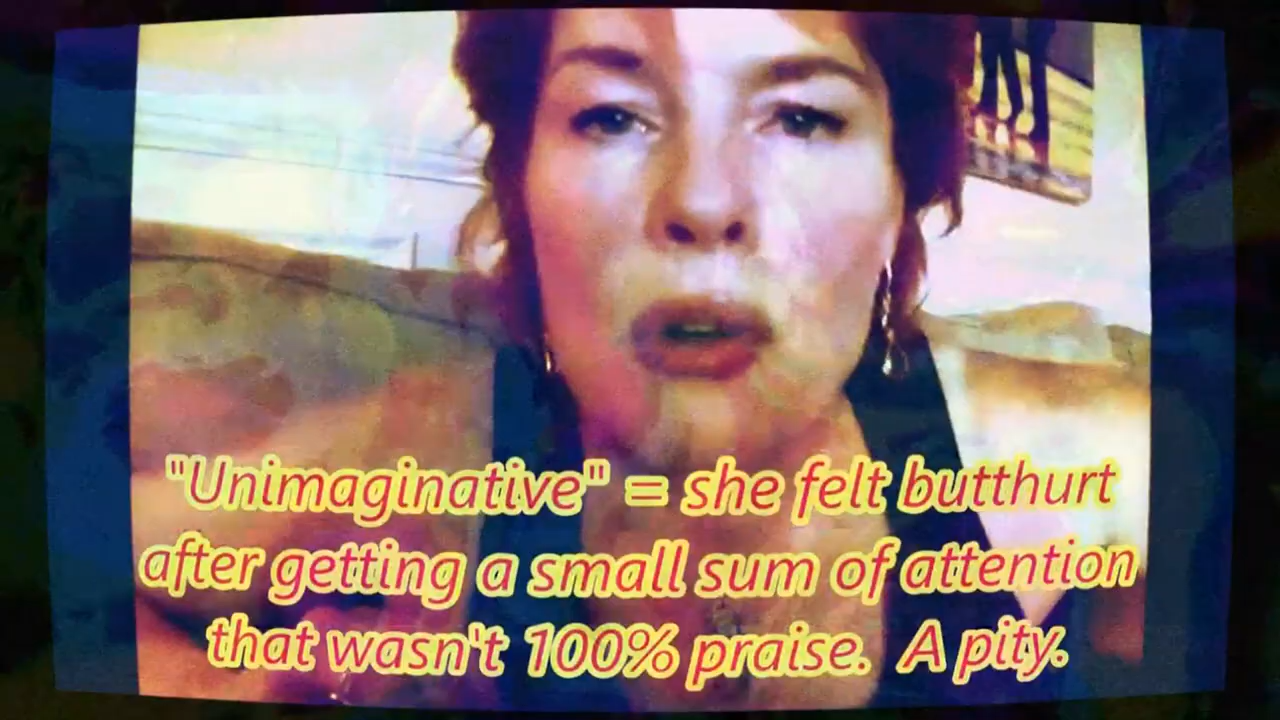 "Unimaginative" = she felt butthurt
after getting a small sum of attention
that wasn't 100% praise.  A pity.